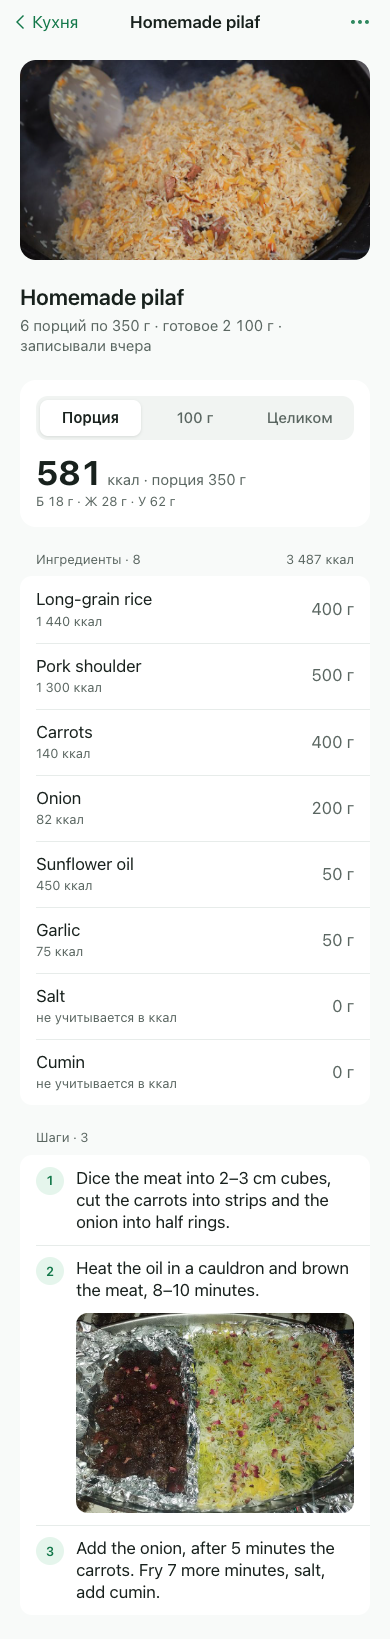 Кухня
Homemade pilaf
Homemade pilaf
6 порций по 350 г · готовое 2 100 г ·
записывали вчера
Порция
100 г
Целиком
581 ккал · порция 350 г
Б 18 г · Ж 28 г · У 62 г
Ингредиенты · 8
3 487 ккал
Long-grain rice
1 440 ккал
400 г
Pork shoulder
1 300 ккал
500 г
Carrots
140 ккал
400 г
Onion
82 ккал
200 г
Sunflower oil
450 ккал
50 г
Garlic
75 ккал
50 г
Salt
не учитывается в ккал
0 г
Cumin
не учитывается в ккал
0 г
Шаги · 3
1
Dice the meat into 2–3 cm cubes,
cut the carrots into strips and the
onion into half rings.
2
Heat the oil in a cauldron and brown
the meat, 8–10 minutes.
3
Add the onion, after 5 minutes the
carrots. Fry 7 more minutes, salt,
add cumin.